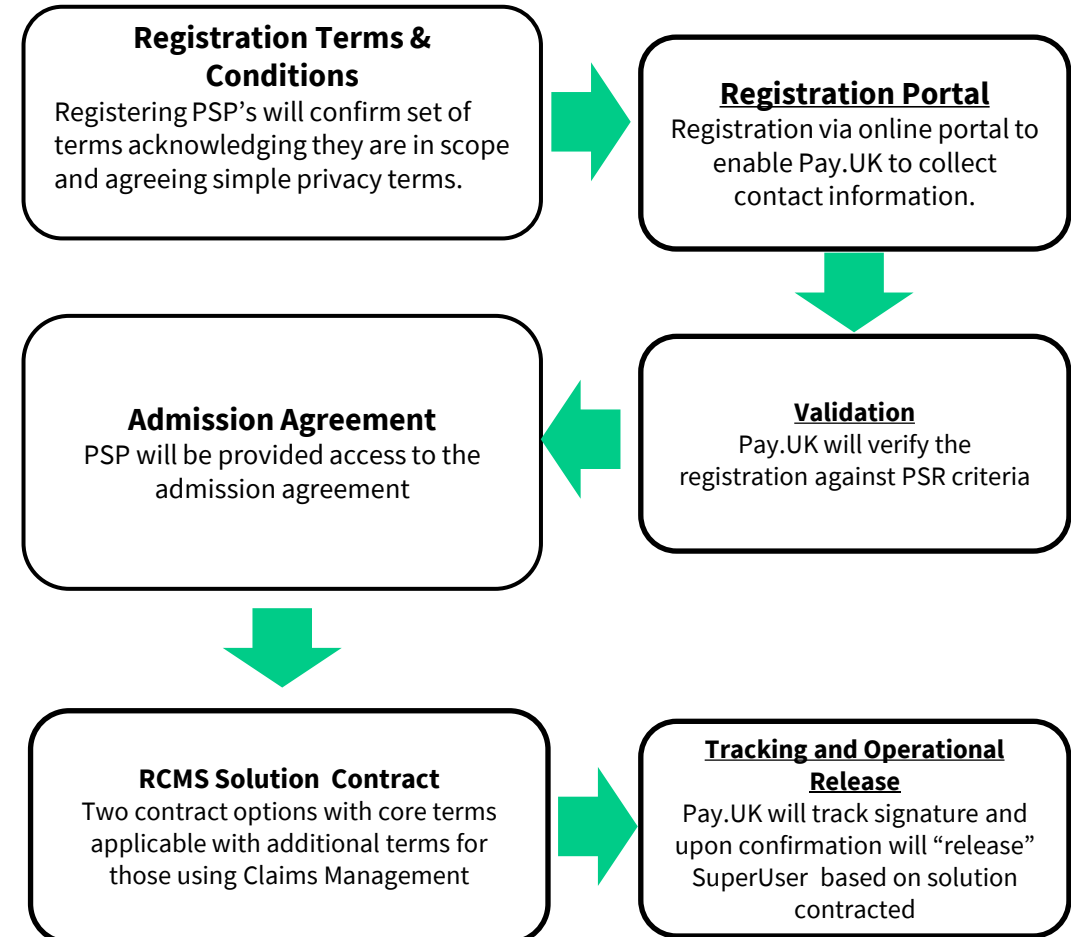 Registration Terms &
Conditions
Registering PSP's will confirm set of
terms acknowledging they are in scope
and agreeing simple privacy terms.
Registration Portal
Registration via online portal to
enable Pay.UK to collect
contact information.
Validation
Pay.UK will verify the
registration against PSR criteria
Admission Agreement
PSP will be provided access to the
admission agreement
RCMS Solution Contract
Two contract options with core terms
applicable with additional terms for
those using Claims Management
Tracking and Operational
Release
Pay.UK will track signature and
upon confirmation will “release”
SuperUser based on solution
contracted